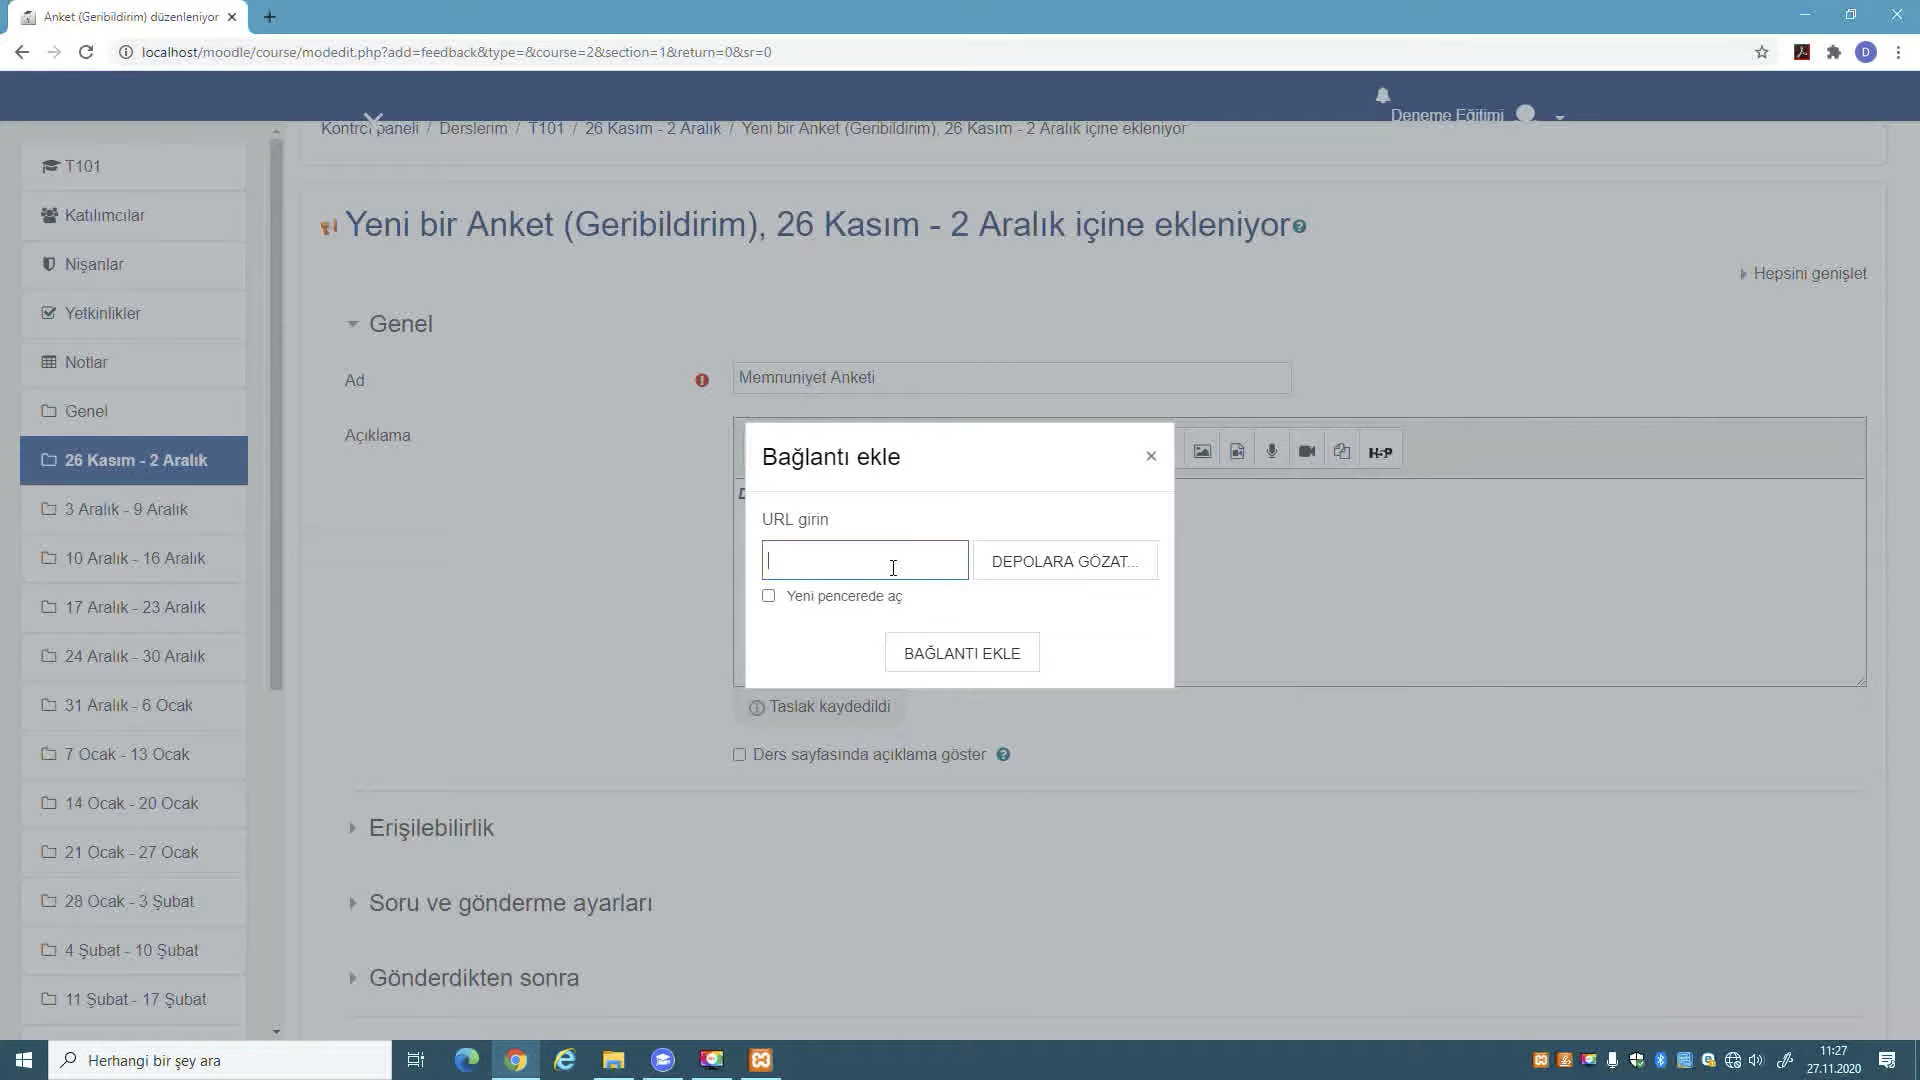 Anket (Geribildirim) düzenleniyor
localhost/moodle/course/modedit.php?add=feedback&type=&course=2&section=1&return=0&sr=0
D
Deneme Eğitimi
Kontrol paneli / Derslerim / T101 / 26 Kasım - 2 Aralık / Yeni bir Anket (Geribildirim), 26 Kasım - 2 Aralık içine ekleniyor
T101
Katılımcılar
Nişanlar
Yetkinlikler
Notlar
Genel
26 Kasım - 2 Aralık
3 Aralık - 9 Aralık
10 Aralık - 16 Aralık
17 Aralık - 23 Aralık
24 Aralık - 30 Aralık
31 Aralık - 6 Ocak
7 Ocak - 13 Ocak
14 Ocak - 20 Ocak
21 Ocak - 27 Ocak
28 Ocak - 3 Şubat
4 Şubat - 10 Şubat
11 Şubat - 17 Şubat
Yeni bir Anket (Geribildirim), 26 Kasım - 2 Aralık içine ekleniyor
Hepsini genişlet
Genel
Ad
Memnuniyet Anketi
Açıklama
H5P
Bağlantı ekle
URL girin
DEPOLARA GÖZAT...
Yeni pencerede aç
BAĞLANTI EKLE
Taslak kaydedildi
Ders sayfasında açıklama göster
Erişilebilirlik
Soru ve gönderme ayarları
Gönderdikten sonra
Herhangi bir şey ara
11:27
27.11.2020